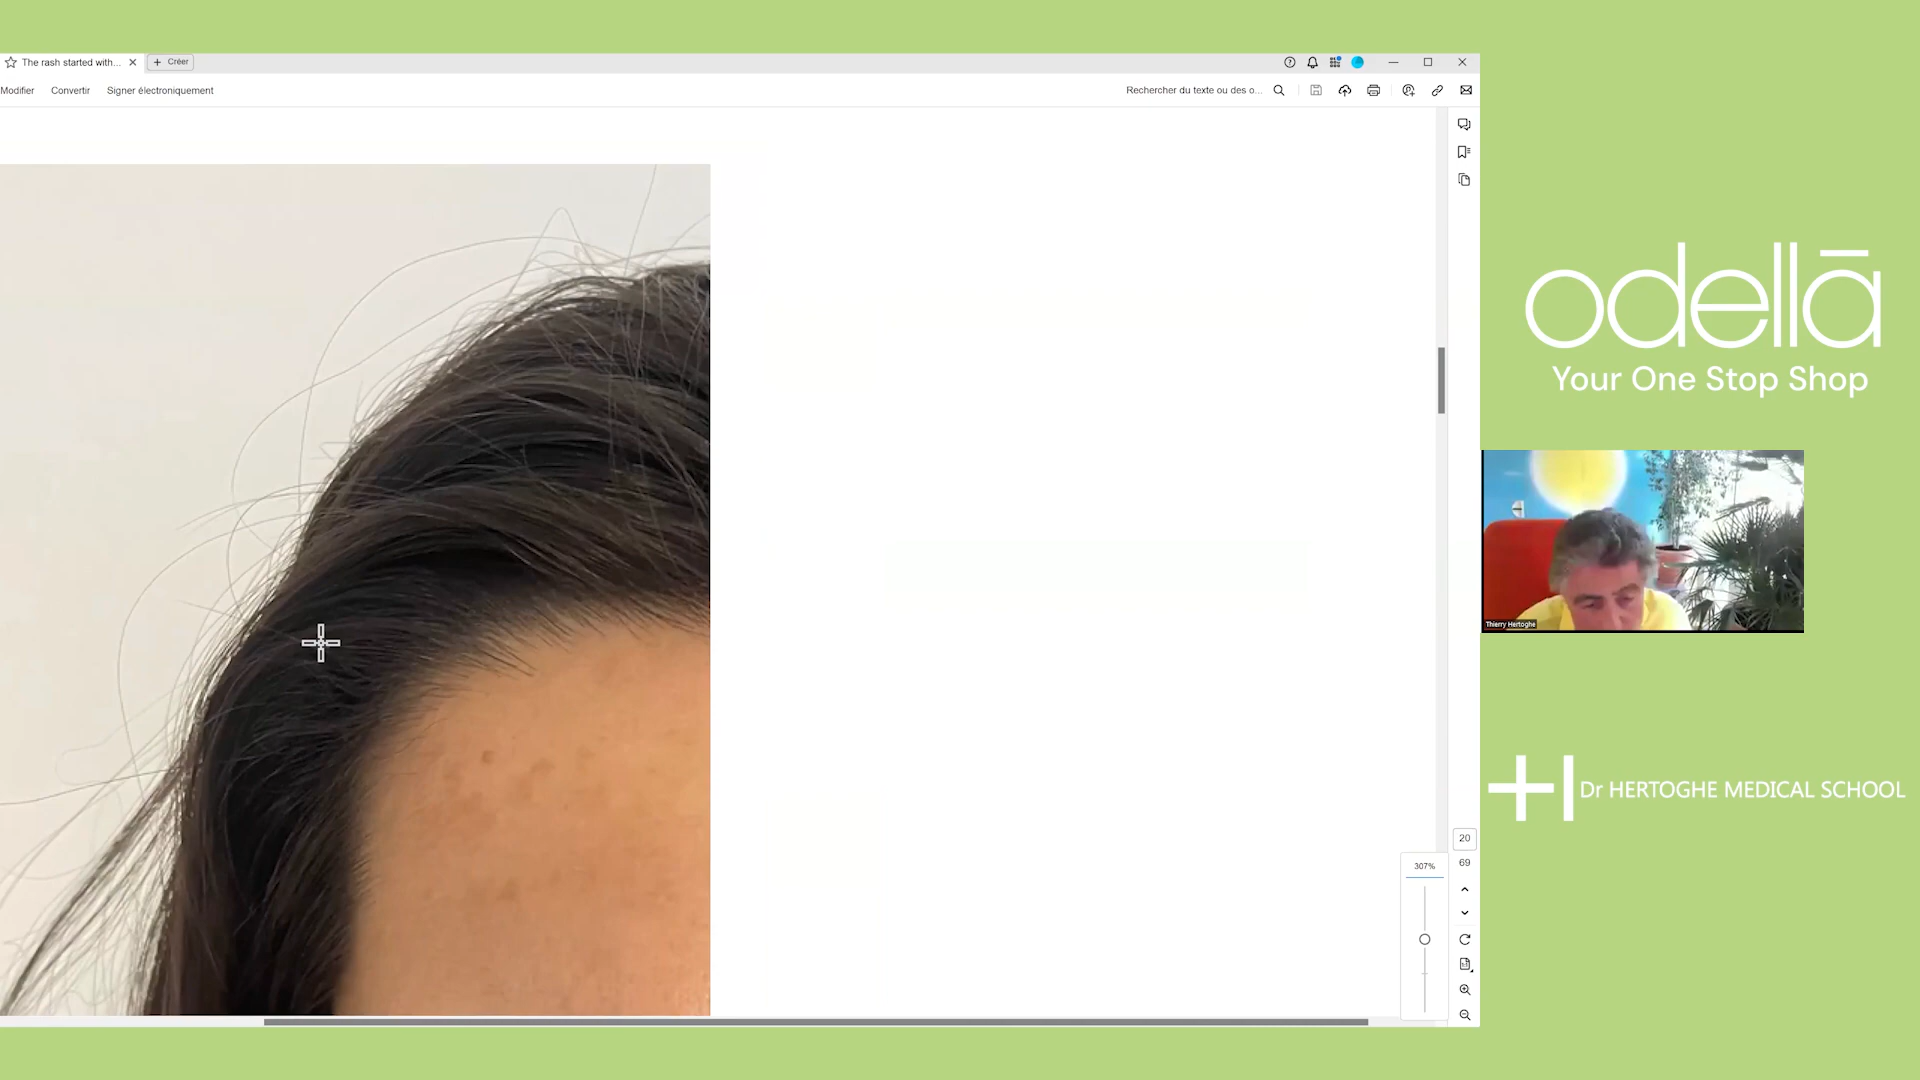 The rash started with...
Créer
Modifier
Convertir
Signer électroniquement
Rechercher du texte ou des o...
odellā
Your One Stop Shop
Thierry Hertoghe
Dr HERTOGHE MEDICAL SCHOOL
20
69
307%